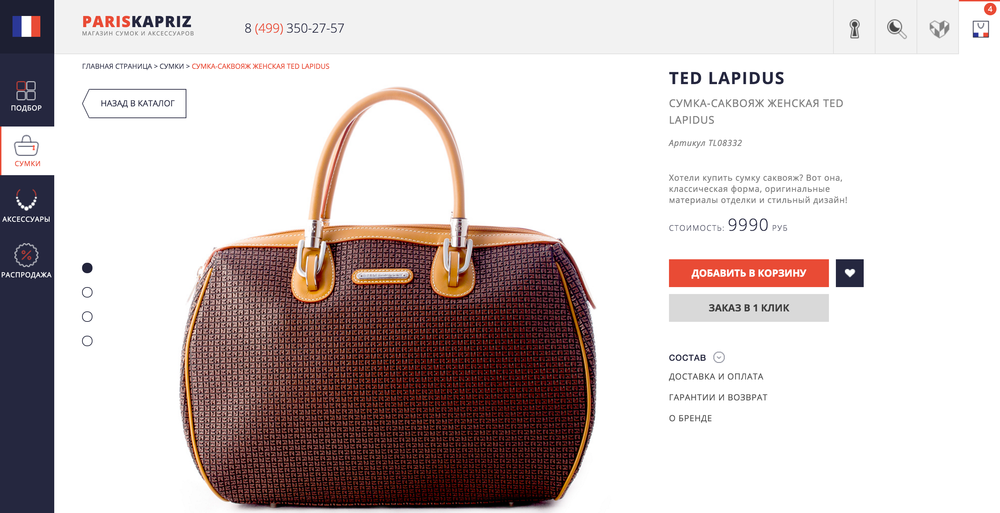 PARISKAPRIZ
МАГАЗИН СУМОК И АКСЕССУАРОВ
8 (499) 350-27-57
4
ПОДБОР
СУМКИ
АКСЕССУАРЫ
РАСПРОДАЖА
ГЛАВНАЯ СТРАНИЦА > СУМКИ > СУМКА-САКВОЯЖ ЖЕНСКАЯ TED LAPIDUS
НАЗАД В КАТАЛОГ
TED LAPIDUS
TED LAPIDUS
СУМКА-САКВОЯЖ ЖЕНСКАЯ TED
LAPIDUS
Артикул TL08332
Хотели купить сумку саквояж? Вот она,
классическая форма, оригинальные
материалы отделки и стильный дизайн!
СТОИМОСТЬ: 9990 РУБ
ДОБАВИТЬ В КОРЗИНУ
ЗАКАЗ В 1 КЛИК
СОСТАВ
ДОСТАВКА И ОПЛАТА
ГАРАНТИИ И ВОЗВРАТ
О БРЕНДЕ